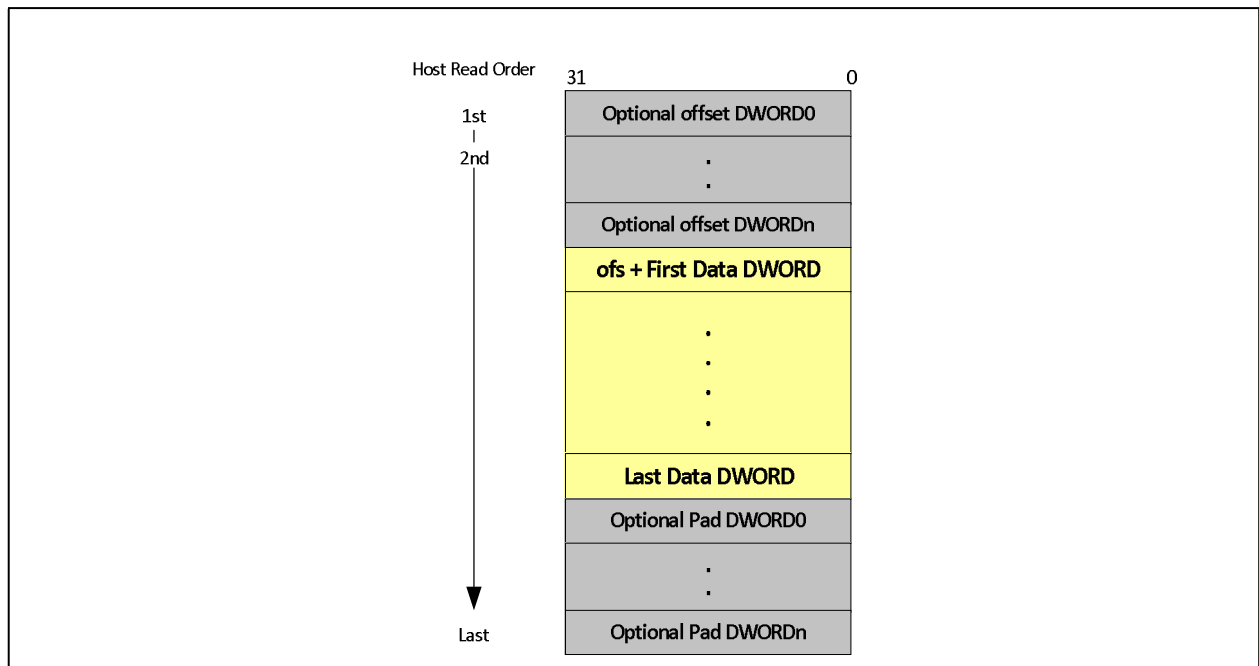 Host Read Order
31 0
1st
2nd
Last
Optional offset DWORD0
.
.
Optional offset DWORDn
ofs + First Data DWORD
.
.
.
.
Last Data DWORD
Optional Pad DWORD0
.
.
Optional Pad DWORDn